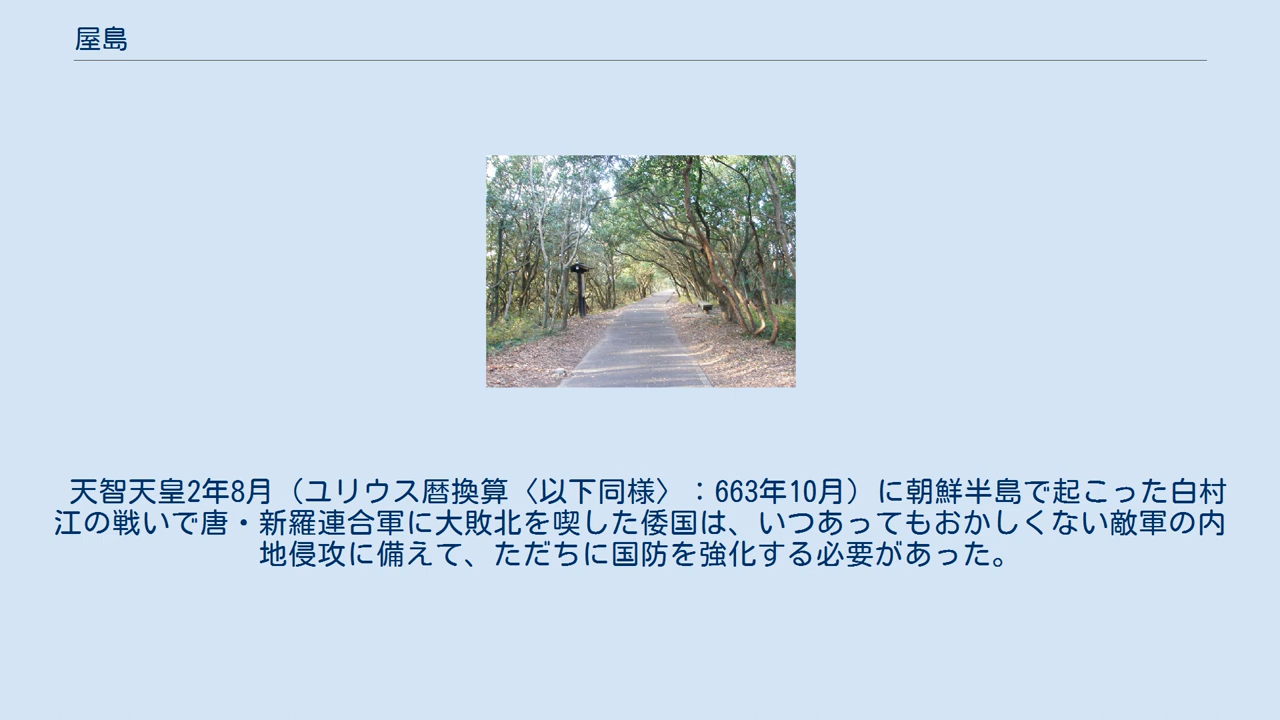 屋島
天智天皇2年8月（ユリウス暦換算〈以下同様〉：663年10月）に朝鮮半島で起こった白村
江の戦いで唐・新羅連合軍に大敗北を喫した倭国は、いつあってもおかしくない敵軍の内
地侵攻に備えて、ただちに国防を強化する必要があった。